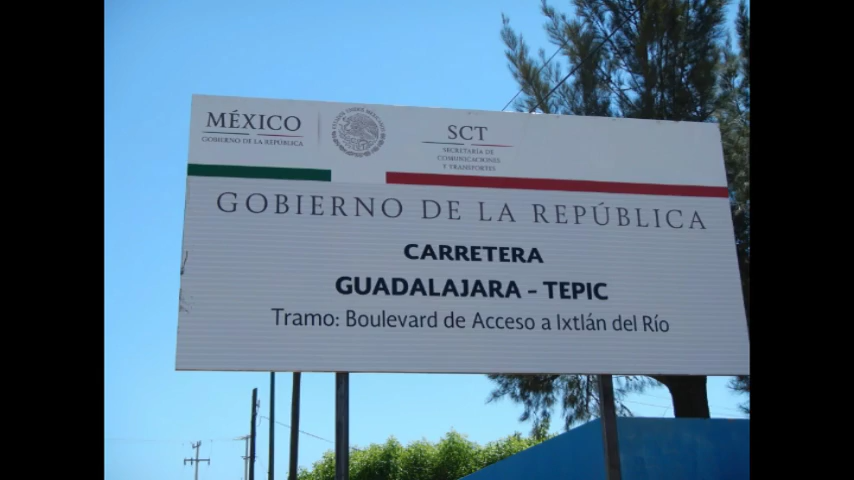 MÉXICO
GOBIERNO DE LA REPÚBLICA
SCT
SECRETARÍA DE
COMUNICACIONES
Y TRANSPORTES
GOBIERNO DE LA REPÚBLICA
CARRETERA
GUADALAJARA - TEPIC
Tramo: Boulevard de Acceso a Ixtlán del Río